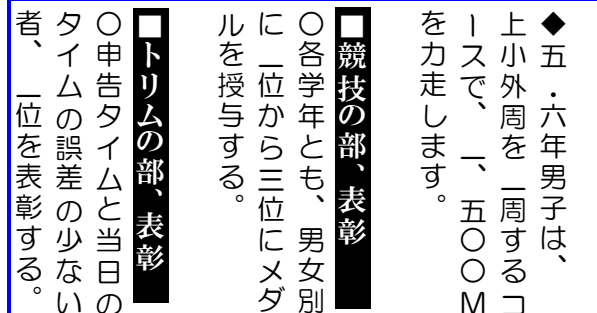 ◆五・六年男子は、
上小外周を一周するコ
ースで、一、五〇〇M
を力走します。
■競技の部、表彰
〇各学年とも、男女別
に一位から三位にメダ
ルを授与する。
■トリムの部、表彰
〇申告タイムと当日の
タイムの誤差の少ない
者、一位を表彰する。